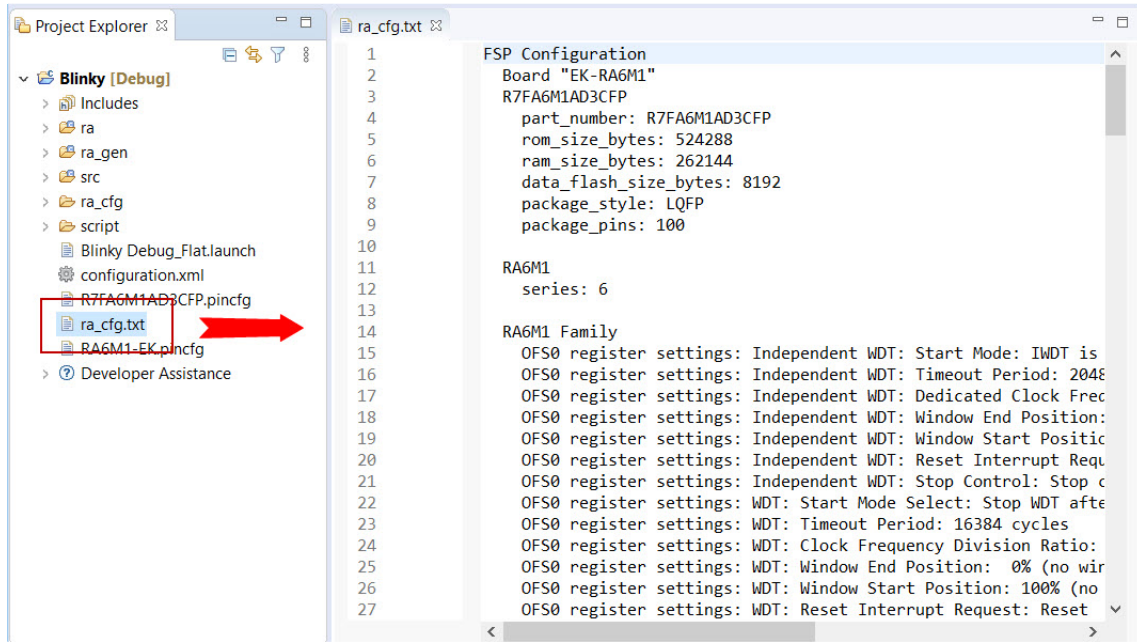 Project Explorer
Blinky [Debug]
Includes
ra
ra_gen
src
ra_cfg
script
Blinky Debug_Flat.launch
configuration.xml
R7FA6M1AD3CFP.pincfg
ra_cfg.txt
RA6M1-EK.pincfg
Developer Assistance
ra_cfg.txt
1 FSP Configuration
2 Board "EK-RA6M1"
3 R7FA6M1AD3CFP
4 part_number: R7FA6M1AD3CFP
5 rom_size_bytes: 524288
6 ram_size_bytes: 262144
7 data_flash_size_bytes: 8192
8 package_style: LQFP
9 package_pins: 100
10
11 RA6M1
12 series: 6
13
14 RA6M1 Family
15 OFS0 register settings: Independent WDT: Start Mode: IWDT is
16 OFS0 register settings: Independent WDT: Timeout Period: 2048
17 OFS0 register settings: Independent WDT: Dedicated Clock Freq
18 OFS0 register settings: Independent WDT: Window End Position:
19 OFS0 register settings: Independent WDT: Window Start Positio
20 OFS0 register settings: Independent WDT: Reset Interrupt Requ
21 OFS0 register settings: Independent WDT: Stop Control: Stop c
22 OFS0 register settings: WDT: Start Mode Select: Stop WDT afte
23 OFS0 register settings: WDT: Timeout Period: 16384 cycles
24 OFS0 register settings: WDT: Clock Frequency Division Ratio:
25 OFS0 register settings: WDT: Window End Position:  0% (no win
26 OFS0 register settings: WDT: Window Start Position: 100% (no
27 OFS0 register settings: WDT: Reset Interrupt Request: Reset